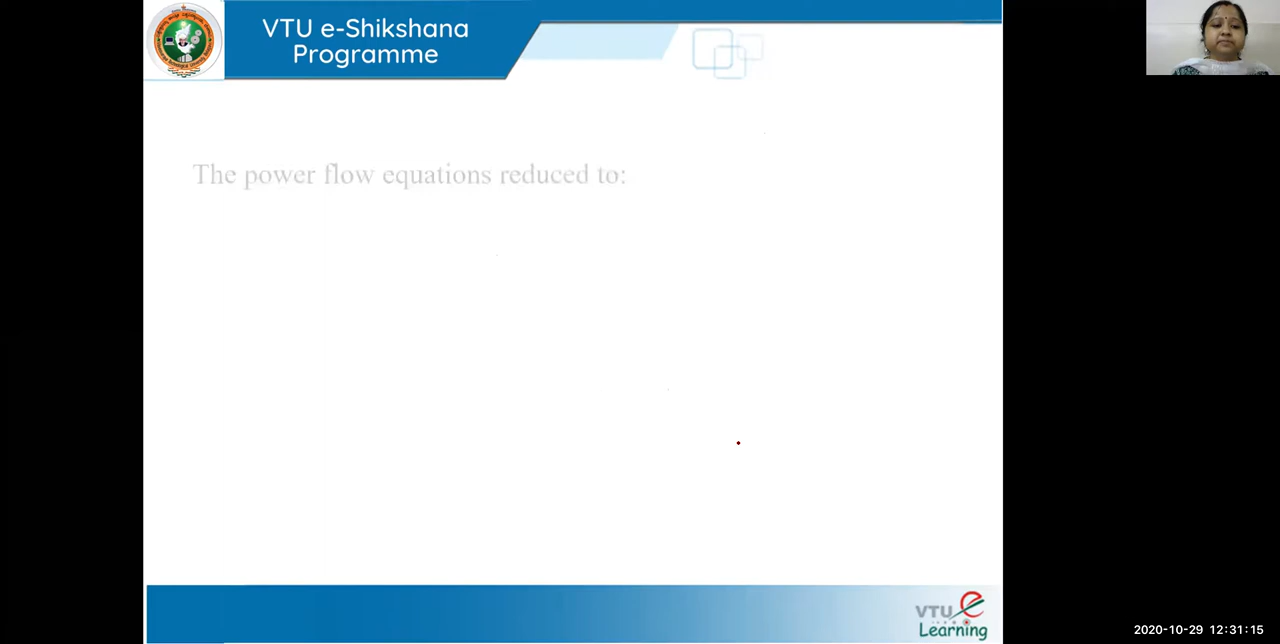 VTU e-Shikshana
Programme
The power flow equations reduced to:
VTU e
Learning
2020-10-29 12:31:15